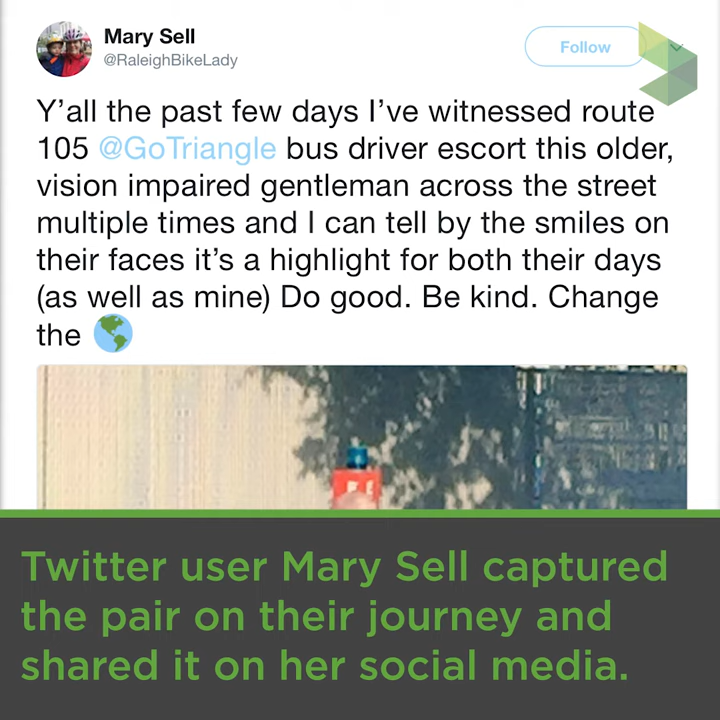 Mary Sell
@RaleighBikeLady
Follow
Y’all the past few days I’ve witnessed route
105 @GoTriangle bus driver escort this older,
vision impaired gentleman across the street
multiple times and I can tell by the smiles on
their faces it’s a highlight for both their days
(as well as mine) Do good. Be kind. Change
the 🌎
Twitter user Mary Sell captured
the pair on their journey and
shared it on her social media.